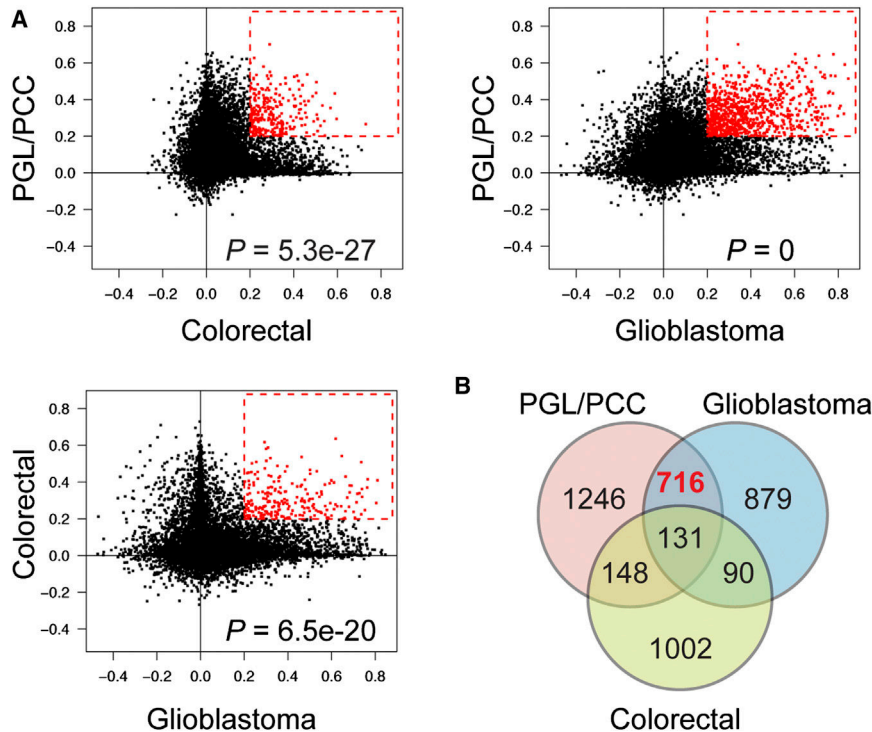 A
PGL/PCC
0.8
0.6
0.4
0.2
0.0
−0.2
−0.4
P = 5.3e-27
−0.4 −0.2 0.0 0.2 0.4 0.6 0.8
Colorectal
PGL/PCC
0.8
0.6
0.4
0.2
0.0
−0.2
−0.4
P = 0
−0.4 −0.2 0.0 0.2 0.4 0.6 0.8
Glioblastoma
Colorectal
0.8
0.6
0.4
0.2
0.0
−0.2
−0.4
P = 6.5e-20
−0.4 −0.2 0.0 0.2 0.4 0.6 0.8
Glioblastoma
B
PGL/PCC Glioblastoma
1246 716 879
131
148 90
1002
Colorectal